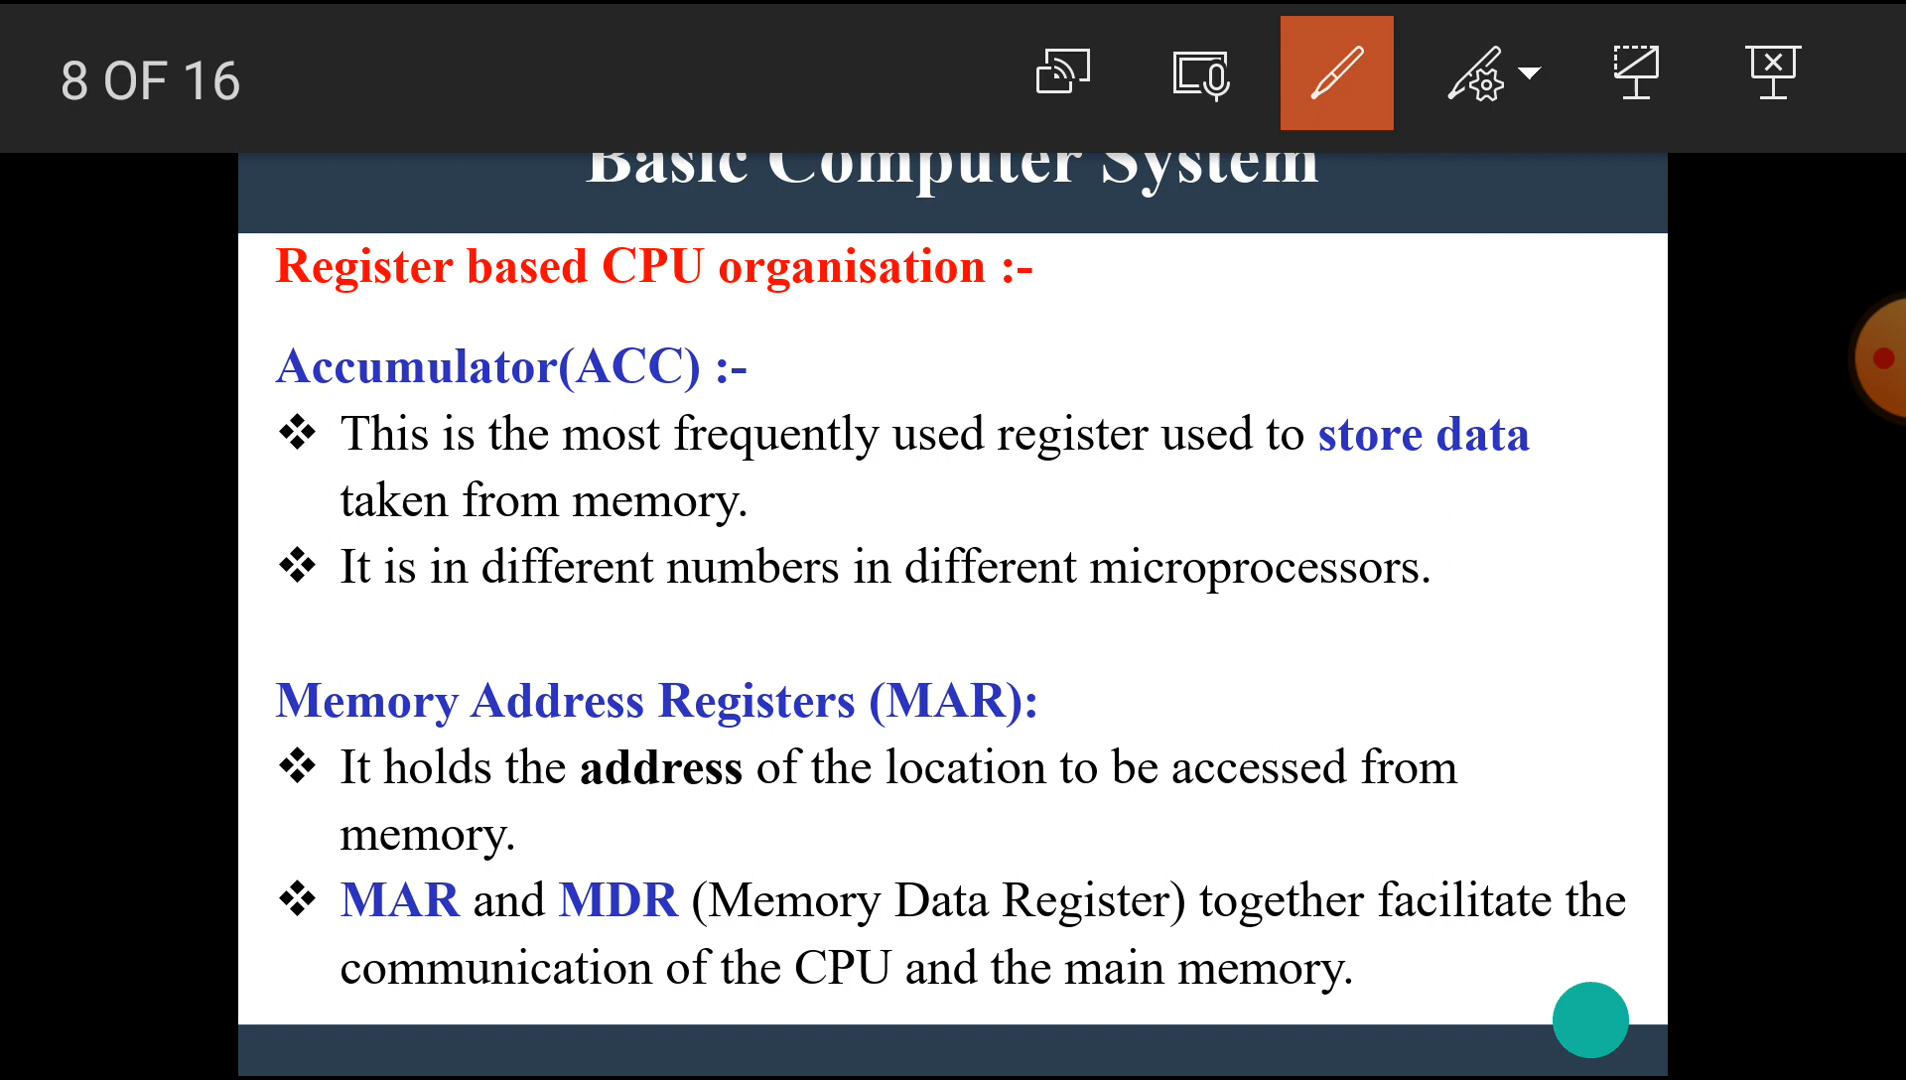 8 OF 16
Basic Computer System
Register based CPU organisation :-
Accumulator(ACC) :-
❖ This is the most frequently used register used to store data
taken from memory.
❖ It is in different numbers in different microprocessors.
Memory Address Registers (MAR):
❖ It holds the address of the location to be accessed from
memory.
❖ MAR and MDR (Memory Data Register) together facilitate the
communication of the CPU and the main memory.